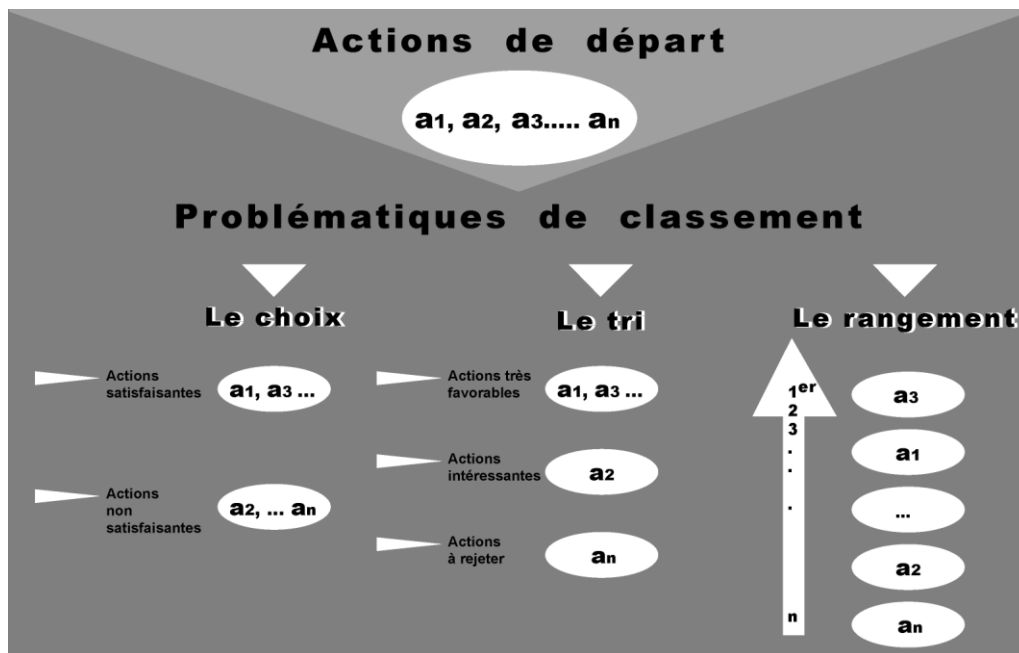 Actions de départ
a1, a2, a3..... an
Problématiques de classement
Le choix
Actions
satisfaisantes
a1, a3 ...
Actions
non
satisfaisantes
a2, ... an
Le tri
Actions très
favorables
a1, a3 ...
Actions
intéressantes
a2
Actions
à rejeter
an
Le rangement
1er
2
3
.
.
.
n
a3
a1
...
a2
an